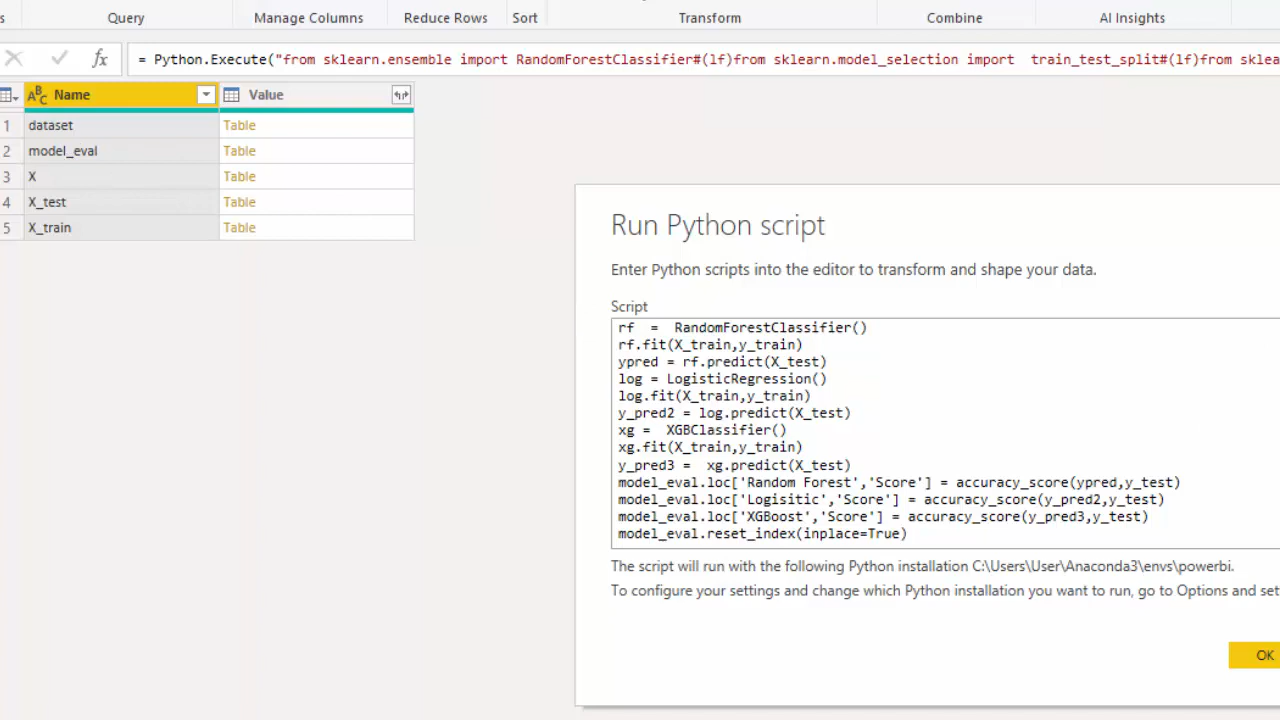 s Query Manage Columns Reduce Rows Sort Transform Combine AI Insights
fx = Python.Execute("from sklearn.ensemble import RandomForestClassifier#(lf)from sklearn.model_selection import  train_test_split#(lf)from sklea
ABC Name Value
1 dataset Table
2 model_eval Table
3 X Table
4 X_test Table
5 X_train Table
Run Python script
Enter Python scripts into the editor to transform and shape your data.
Script
rf  =  RandomForestClassifier()
rf.fit(X_train,y_train)
ypred = rf.predict(X_test)
log = LogisticRegression()
log.fit(X_train,y_train)
y_pred2 = log.predict(X_test)
xg =  XGBClassifier()
xg.fit(X_train,y_train)
y_pred3 =  xg.predict(X_test)
model_eval.loc['Random Forest','Score'] = accuracy_score(ypred,y_test)
model_eval.loc['Logisitic','Score'] = accuracy_score(y_pred2,y_test)
model_eval.loc['XGBoost','Score'] = accuracy_score(y_pred3,y_test)
model_eval.reset_index(inplace=True)
The script will run with the following Python installation C:\Users\User\Anaconda3\envs\powerbi.
To configure your settings and change which Python installation you want to run, go to Options and set
OK